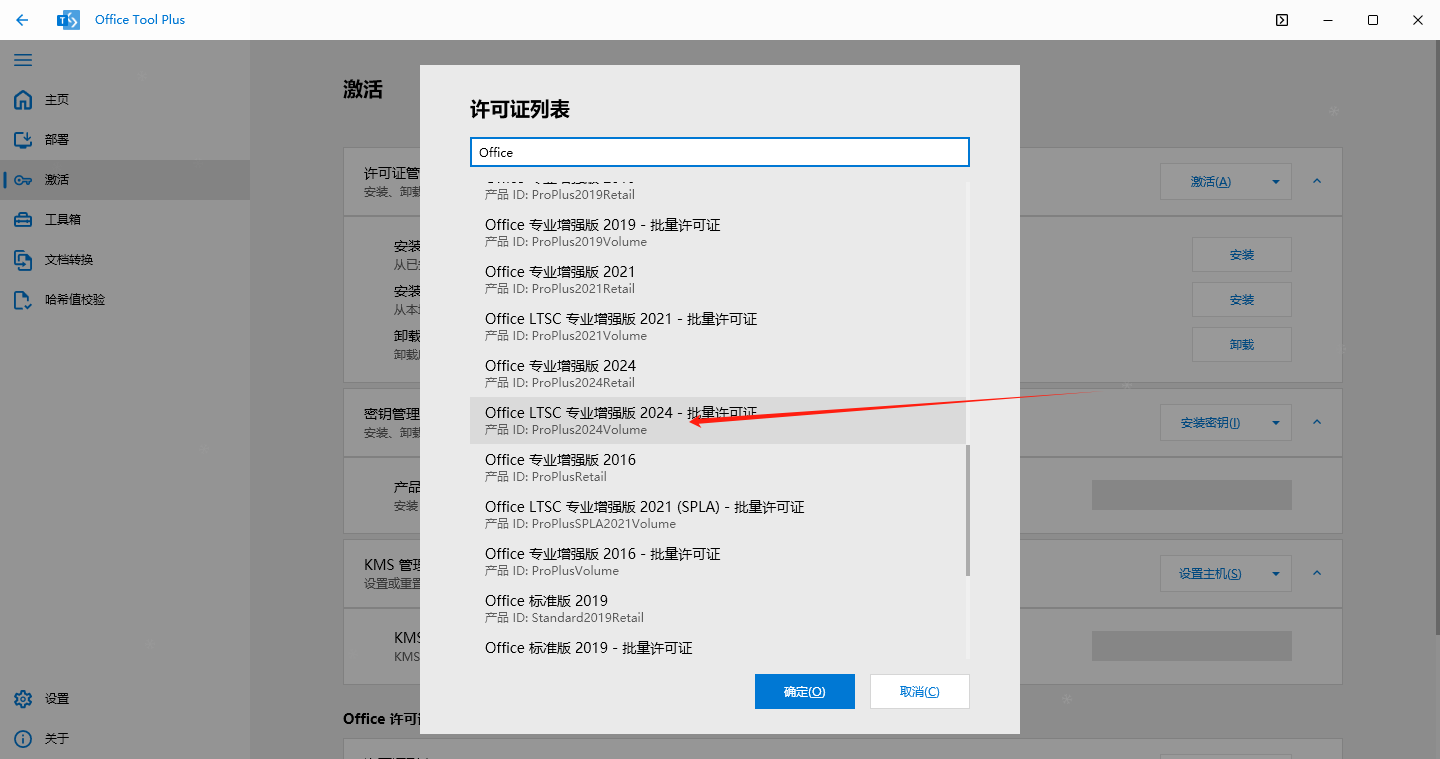 Office Tool Plus
主页
部署
激活
工具箱
文档转换
哈希值校验
设置
关于
激活
许可证管
安装、卸载
激活(A)
安装
从已
安装
安装
从本
安装
卸载
卸载
卸载
密钥管理
安装、卸载
安装密钥(I)
产品
安装
KMS 管理
设置或重置
设置主机(S)
KMS
KMS
Office 许可
许可证列表
Office
产品 ID: ProPlus2019Retail
Office 专业增强版 2019 - 批量许可证
产品 ID: ProPlus2019Volume
Office 专业增强版 2021
产品 ID: ProPlus2021Retail
Office LTSC 专业增强版 2021 - 批量许可证
产品 ID: ProPlus2021Volume
Office 专业增强版 2024
产品 ID: ProPlus2024Retail
Office LTSC 专业增强版 2024 - 批量许可证
产品 ID: ProPlus2024Volume
Office 专业增强版 2016
产品 ID: ProPlusRetail
Office LTSC 专业增强版 2021 (SPLA) - 批量许可证
产品 ID: ProPlusSPLA2021Volume
Office 专业增强版 2016 - 批量许可证
产品 ID: ProPlusVolume
Office 标准版 2019
产品 ID: Standard2019Retail
Office 标准版 2019 - 批量许可证
确定(O)
取消(C)